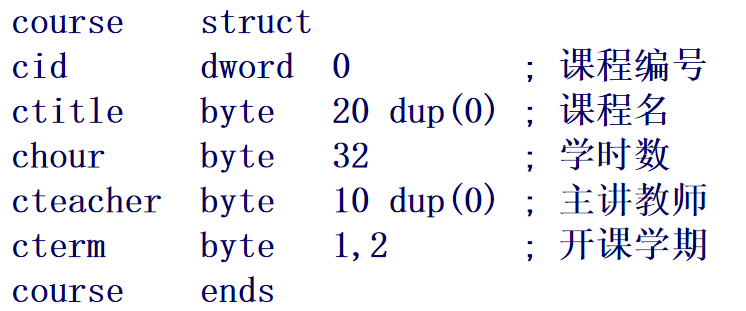 course struct
cid dword 0 ; 课程编号
ctitle byte 20 dup(0) ; 课程名
chour byte 32 ; 学时数
cteacher byte 10 dup(0) ; 主讲教师
cterm byte 1,2 ; 开课学期
course ends